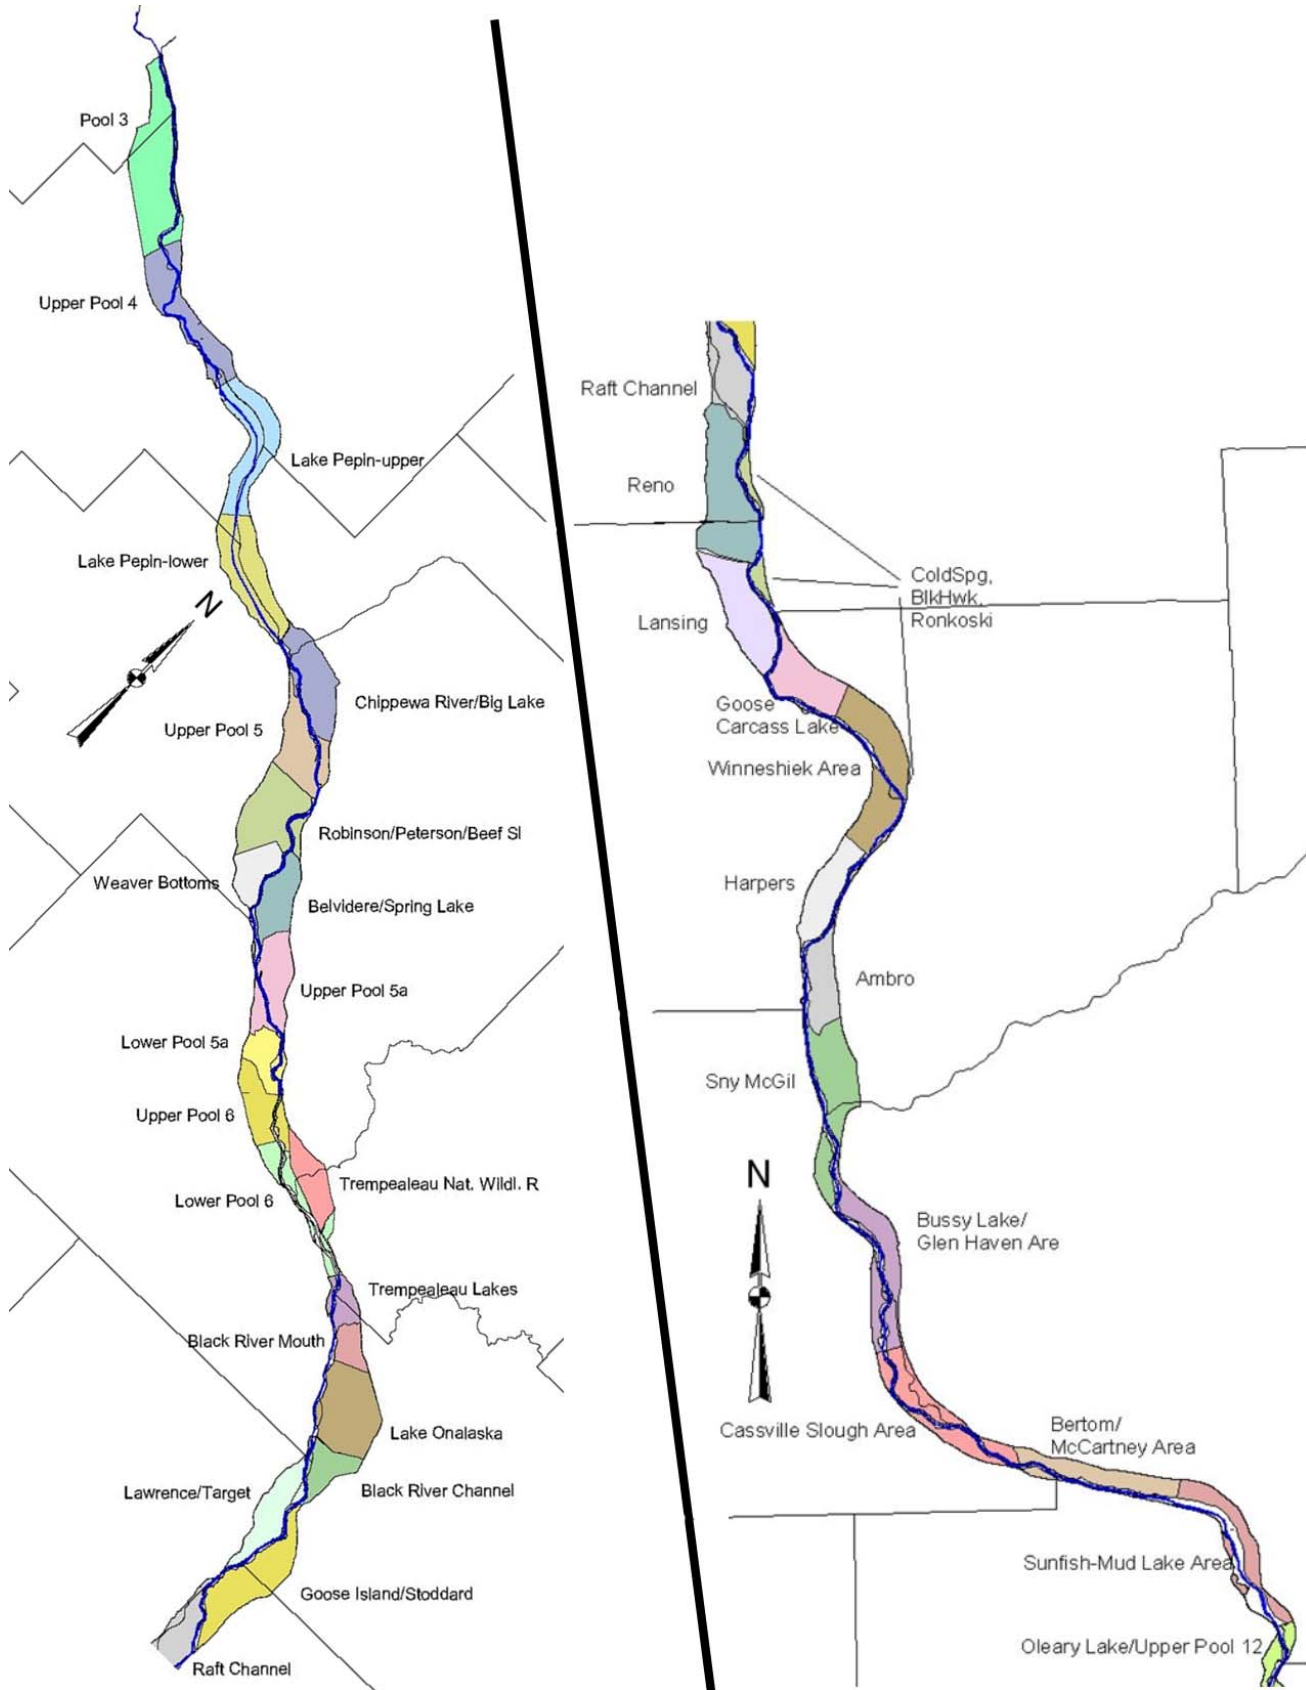 Pool 3
Upper Pool 4
Lake Pepin-upper
Lake Pepin-lower
N
Chippewa River/Big Lake
Upper Pool 5
Robinson/Peterson/Beef Sl
Weaver Bottoms
Belvidere/Spring Lake
Upper Pool 5a
Lower Pool 5a
Upper Pool 6
Trempealeau Nat. Wildl. R
Lower Pool 6
Trempealeau Lakes
Black River Mouth
Lake Onalaska
Lawrence/Target
Black River Channel
Goose Island/Stoddard
Raft Channel
Raft Channel
Reno
ColdSpg,
BlkHwk,
Ronkoski
Lansing
Goose
Carcass Lake
Winneshiek Area
Harpers
Ambro
Sny McGil
N
Bussy Lake/
Glen Haven Are
Cassville Slough Area
Bertom/
McCartney Area
Sunfish-Mud Lake Area
Oleary Lake/Upper Pool 12